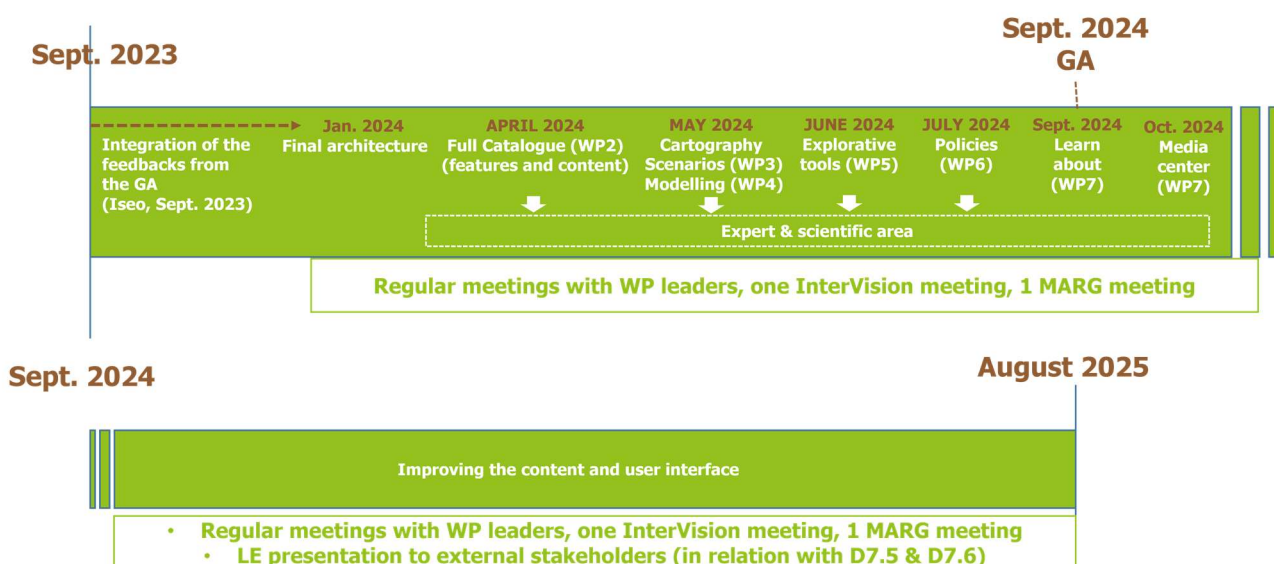 Sept. 2023
Sept. 2024
GA
Integration of the
feedbacks from
the GA
(Iseo, Sept. 2023)
Jan. 2024
Final architecture
APRIL 2024
Full Catalogue (WP2)
(features and content)
MAY 2024
Cartography
Scenarios (WP3)
Modelling (WP4)
JUNE 2024
Explorative
tools (WP5)
JULY 2024
Policies
(WP6)
Sept. 2024
Learn
about
(WP7)
Oct. 2024
Media
center
(WP7)
Expert & scientific area
Regular meetings with WP leaders, one InterVision meeting, 1 MARG meeting
Sept. 2024
August 2025
Improving the content and user interface
• Regular meetings with WP leaders, one InterVision meeting, 1 MARG meeting
• LE presentation to external stakeholders (in relation with D7.5 & D7.6)